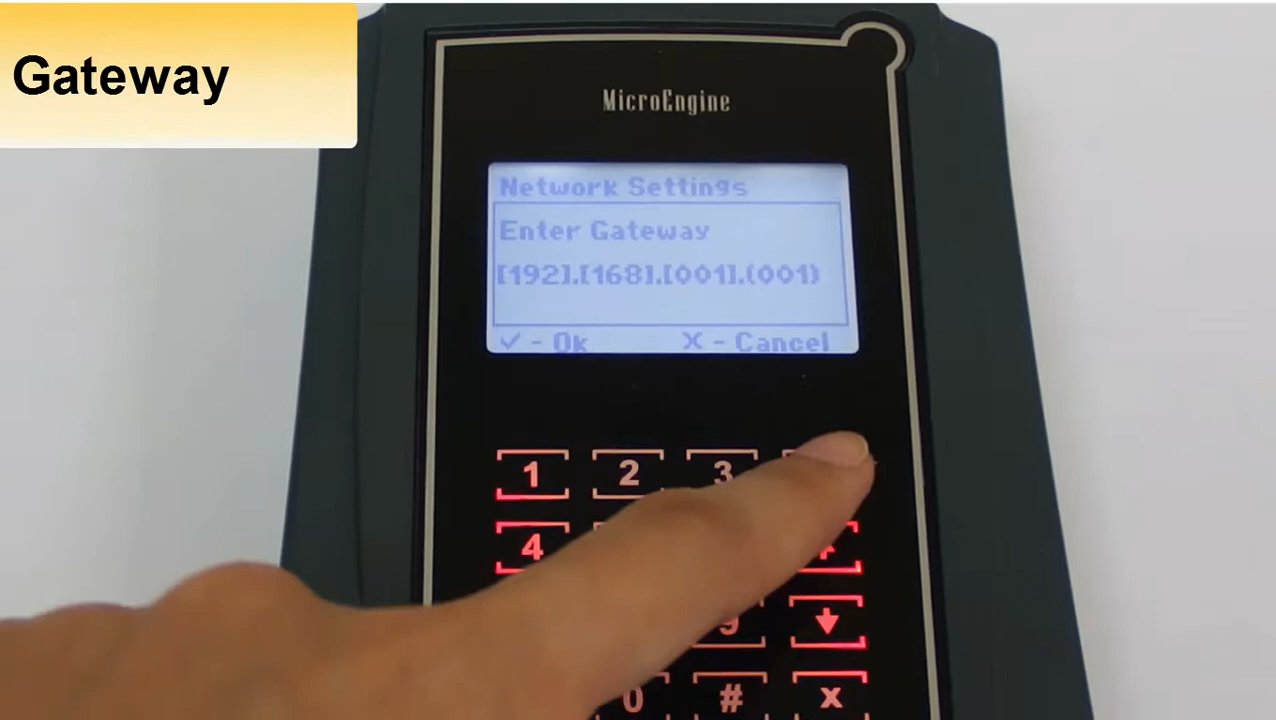 Gateway
MicroEngine
Network Settings
Enter Gateway
[192].[168].[001].(001)
✓ - Ok X - Cancel
1 2 3
4
9
0 # X